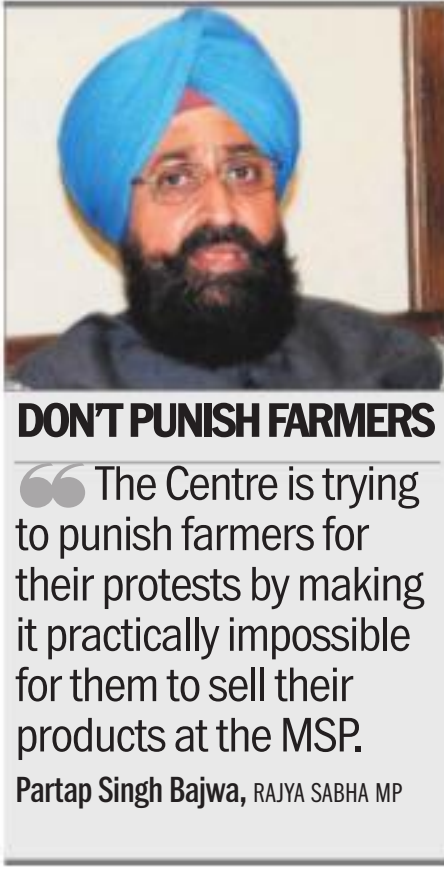 DON'T PUNISH FARMERS
“ The Centre is trying
to punish farmers for
their protests by making
it practically impossible
for them to sell their
products at the MSP.
Partap Singh Bajwa, RAJYA SABHA MP